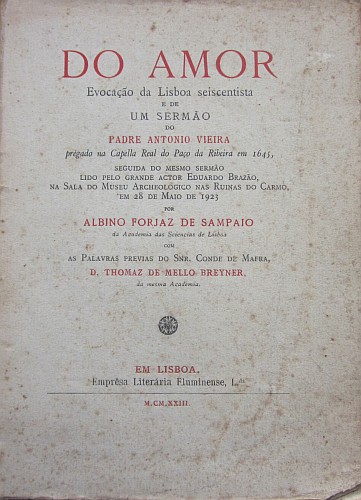 DO AMOR
Evocação da Lisboa seiscentista
E DE
UM SERMÃO
DO
PADRE ANTONIO VIEIRA
prégado na Capella Real do Paço da Ribeira em 1645,
SEGUIDA DO MESMO SERMÃO
LIDO PELO GRANDE ACTOR EDUARDO BRAZÃO,
NA SALA DO MUSEU ARCHEOLÓGICO NAS RUINAS DO CARMO,
EM 28 DE MAIO DE 1923
POR
ALBINO FORJAZ DE SAMPAIO
da Academia das Sciencias de Lisboa
COM
AS PALAVRAS PREVIAS DO SNR. CONDE DE MAFRA,
D. THOMAZ DE MELLO BREYNER,
da mesma Académia.
EM LISBOA,
Emprêsa Literária Fluminense, L.da
M.CM.XXIII.